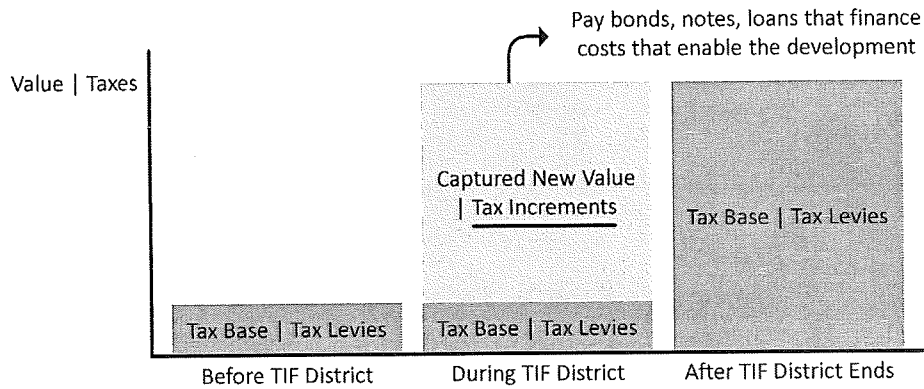 Pay bonds, notes, loans that finance
costs that enable the development
Value | Taxes
Captured New Value
| Tax Increments
Tax Base | Tax Levies
Tax Base | Tax Levies
Tax Base | Tax Levies
Before TIF District
During TIF District
After TIF District Ends